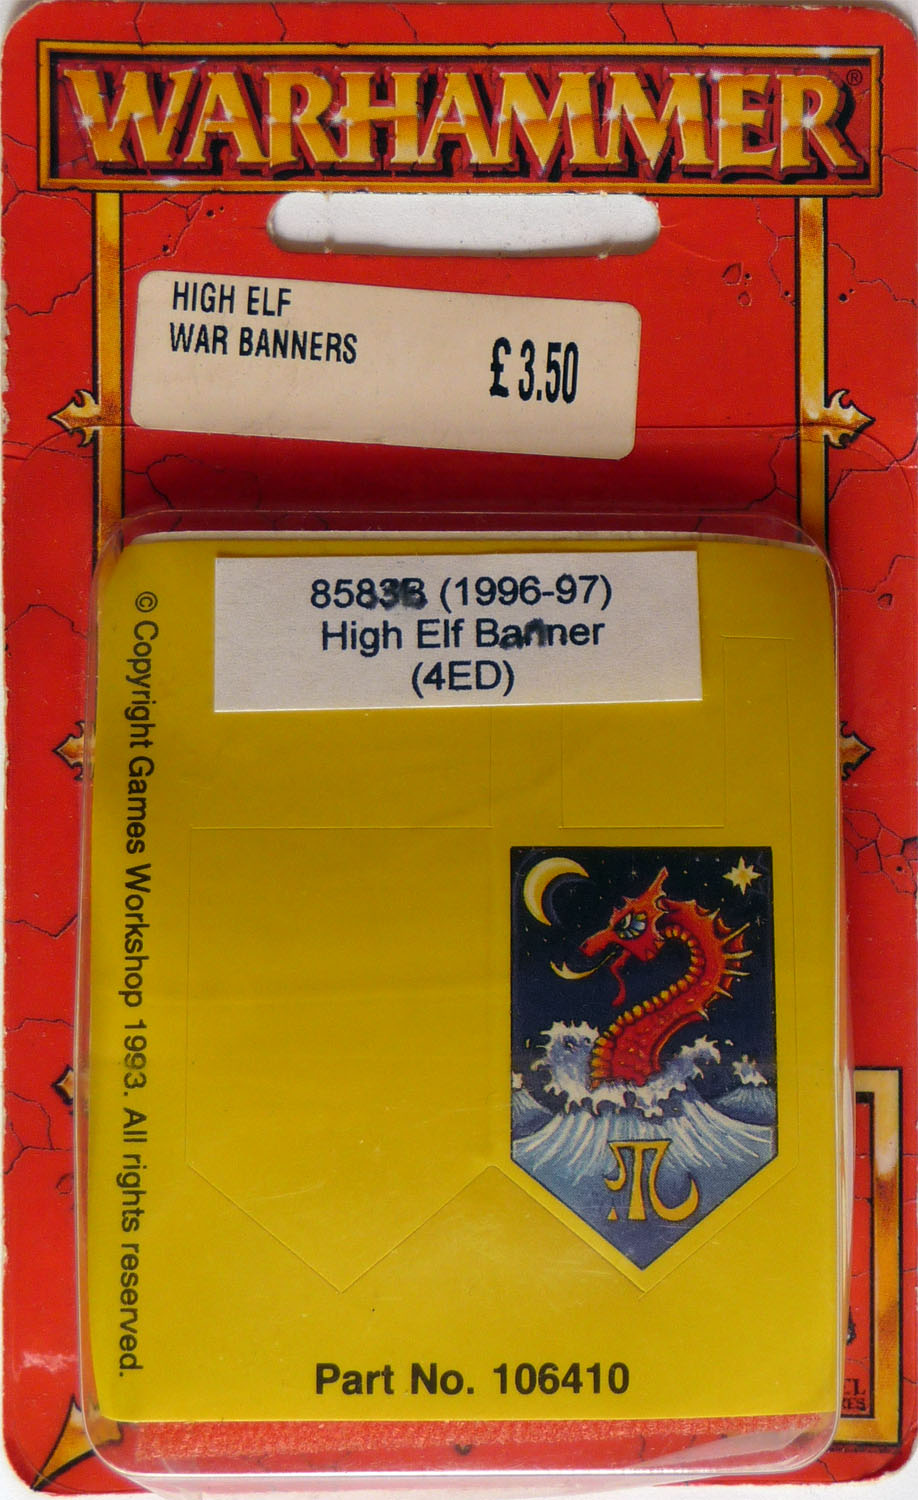 WARHAMMER®
HIGH ELF
WAR BANNERS
£3.50
8583B (1996-97)
High Elf Banner
(4ED)
© Copyright Games Workshop 1993. All rights reserved.
Part No. 106410